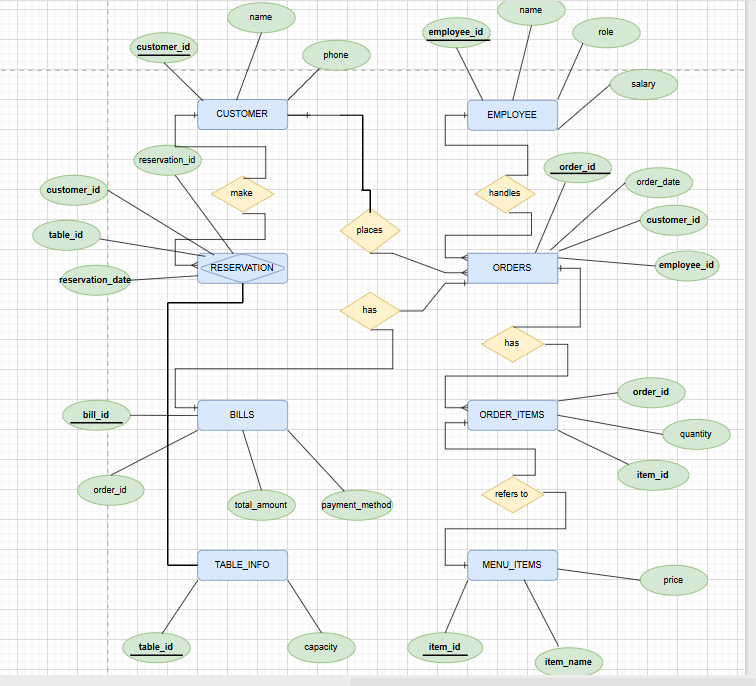 name
name
customer_id
employee_id
role
phone
salary
CUSTOMER
EMPLOYEE
reservation_id
order_id
order_date
customer_id
make
handles
customer_id
places
table_id
RESERVATION
ORDERS
employee_id
reservation_date
has
has
order_id
bill_id
BILLS
ORDER_ITEMS
quantity
item_id
order_id
refers to
total_amount
payment_method
TABLE_INFO
MENU_ITEMS
price
table_id
capacity
item_id
item_name